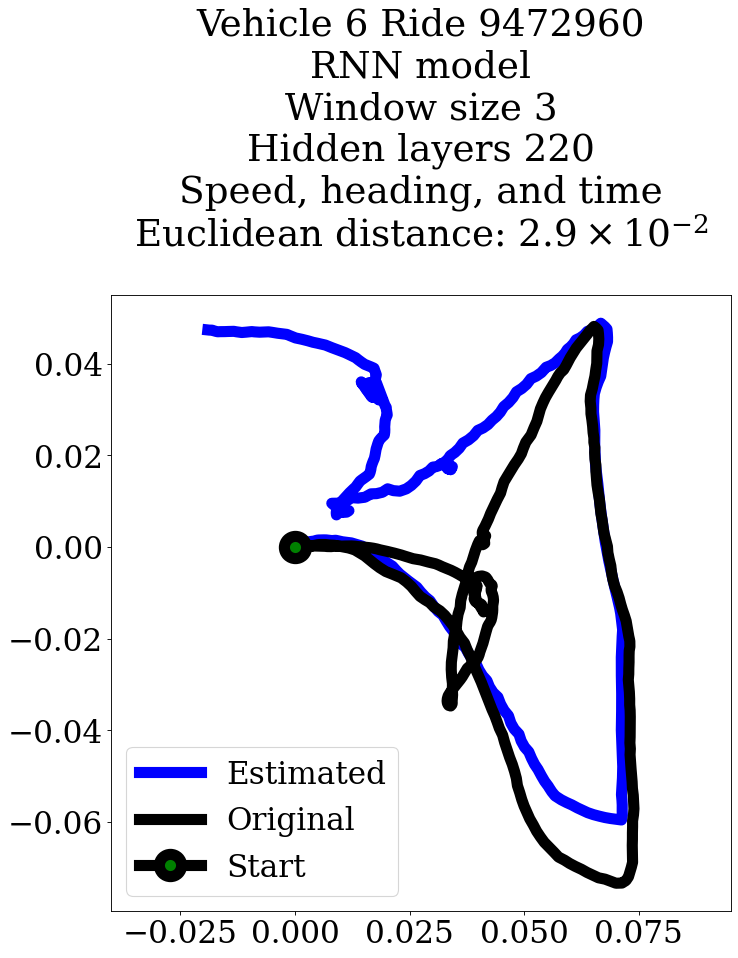 Vehicle 6 Ride 9472960
RNN model
Window size 3
Hidden layers 220
Speed, heading, and time
Euclidean distance: 2.9 × 10⁻²
0.04
0.02
0.00
−0.02
−0.04
−0.06
Estimated
Original
Start
−0.025 0.000 0.025 0.050 0.075